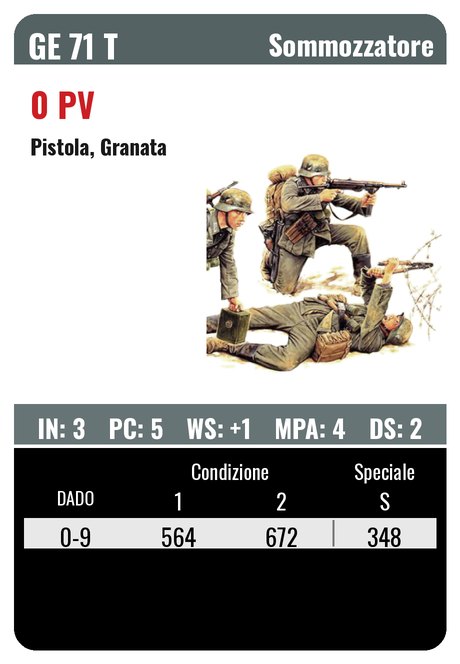 GE 71 T Sommozzatore
0 PV
Pistola, Granata
IN: 3 PC: 5 WS: +1 MPA: 4 DS: 2
Condizione Speciale
DADO 1 2 S
0-9 564 672 348